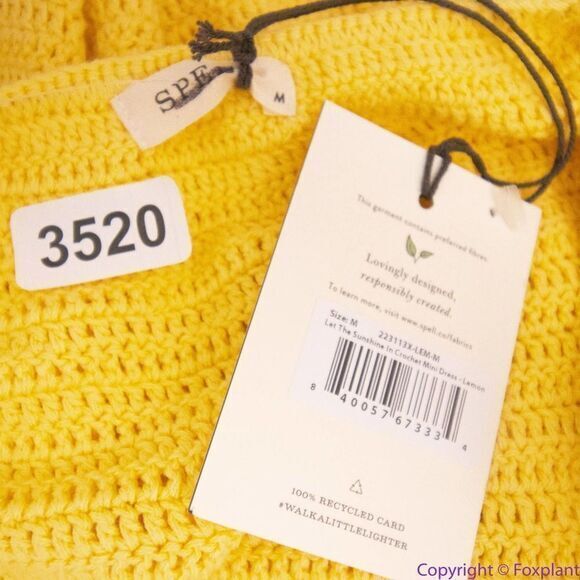 SPE
M
3520
This garment contains preferred fibres.
Lovingly designed,
responsibly created.
To learn more, visit www.spell.co/fabrics
Size: M 223113X-LEM-M
Let The Sunshine In Crochet Mini Dress - Lemon
8 40057 67333 4
100% RECYCLED CARD
#WALKALITTLELIGHTER
Copyright © Foxplant